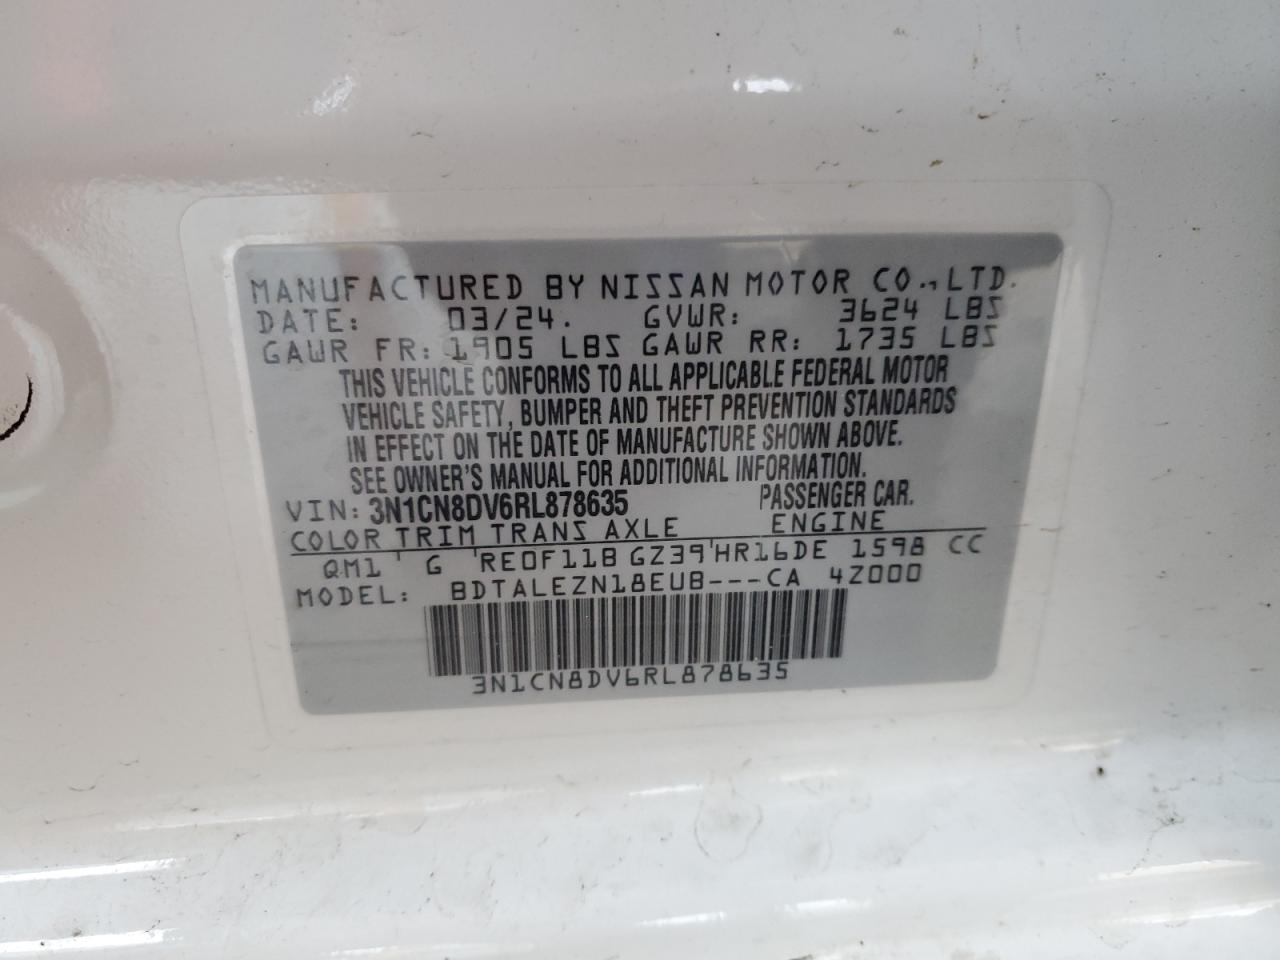 MANUFACTURED BY NISSAN MOTOR CO., LTD.
DATE: 03/24. GVWR: 3624 LBS
GAWR FR: 1905 LBS GAWR RR: 1735 LBS
THIS VEHICLE CONFORMS TO ALL APPLICABLE FEDERAL MOTOR
VEHICLE SAFETY, BUMPER AND THEFT PREVENTION STANDARDS
IN EFFECT ON THE DATE OF MANUFACTURE SHOWN ABOVE.
SEE OWNER'S MANUAL FOR ADDITIONAL INFORMATION.
VIN: 3N1CN8DV6RL878635 PASSENGER CAR.
COLOR TRIM TRANS AXLE ENGINE
QM1 ' G RE0F11B GZ39'HR16DE 1598 CC
MODEL: BDTALEZN18EUB---CA 4Z000
3N1CN8DV6RL878635